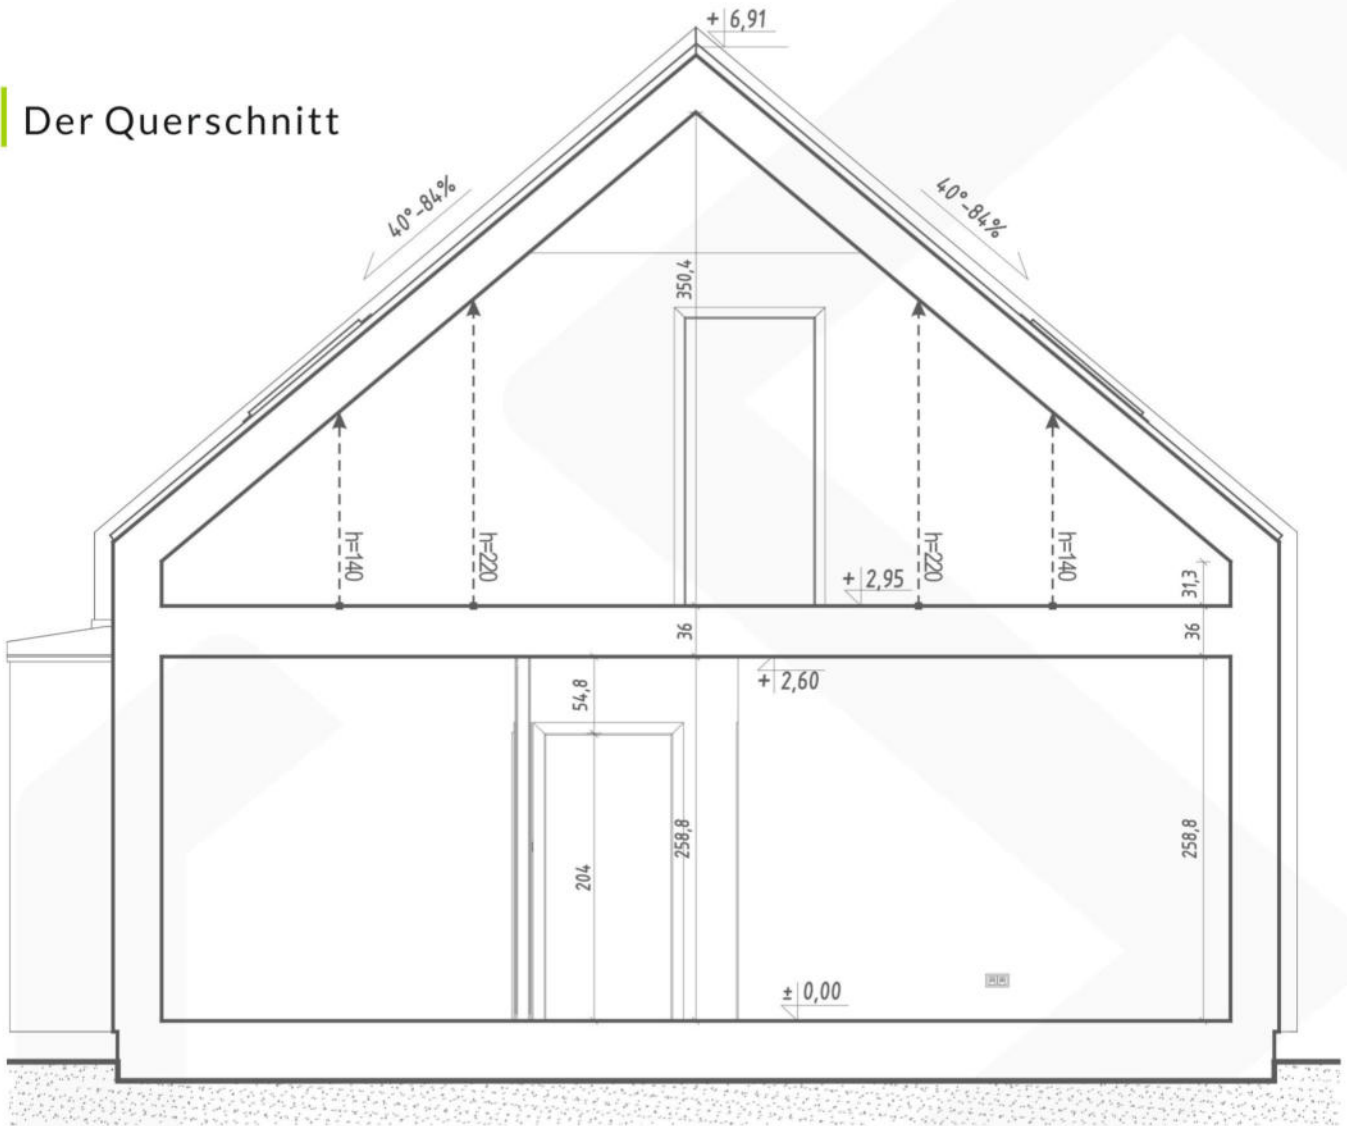 + 6,91
Der Querschnitt
40°-84%
40°-84%
350,4
h=140
h=220
h=220
h=140
+ 2,95
31,3
36
36
+ 2,60
54,8
204
258,8
258,8
± 0,00